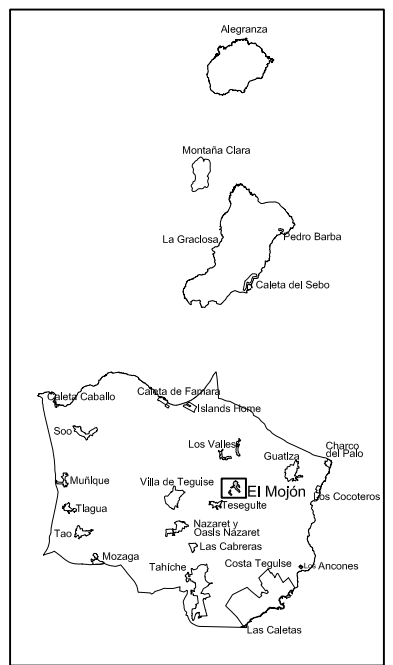 Alegranza
Montaña Clara
La Graciosa
Pedro Barba
Caleta del Sebo
Caleta Caballo
Caleta de Famara
Islands Home
Soo
Los Valles
Guatiza
Charco
del Palo
Muñique
Villa de Teguise
El Mojón
Los Cocoteros
Teseguite
Tiagua
Nazaret y
Oasis Nazaret
Tao
Las Cabreras
Mozaga
Tahiche
Costa Teguise
Los Ancones
Las Caletas